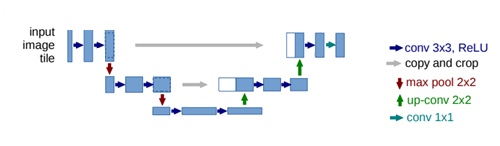 input
image
tile
conv 3x3, ReLU
copy and crop
max pool 2x2
up-conv 2x2
conv 1x1